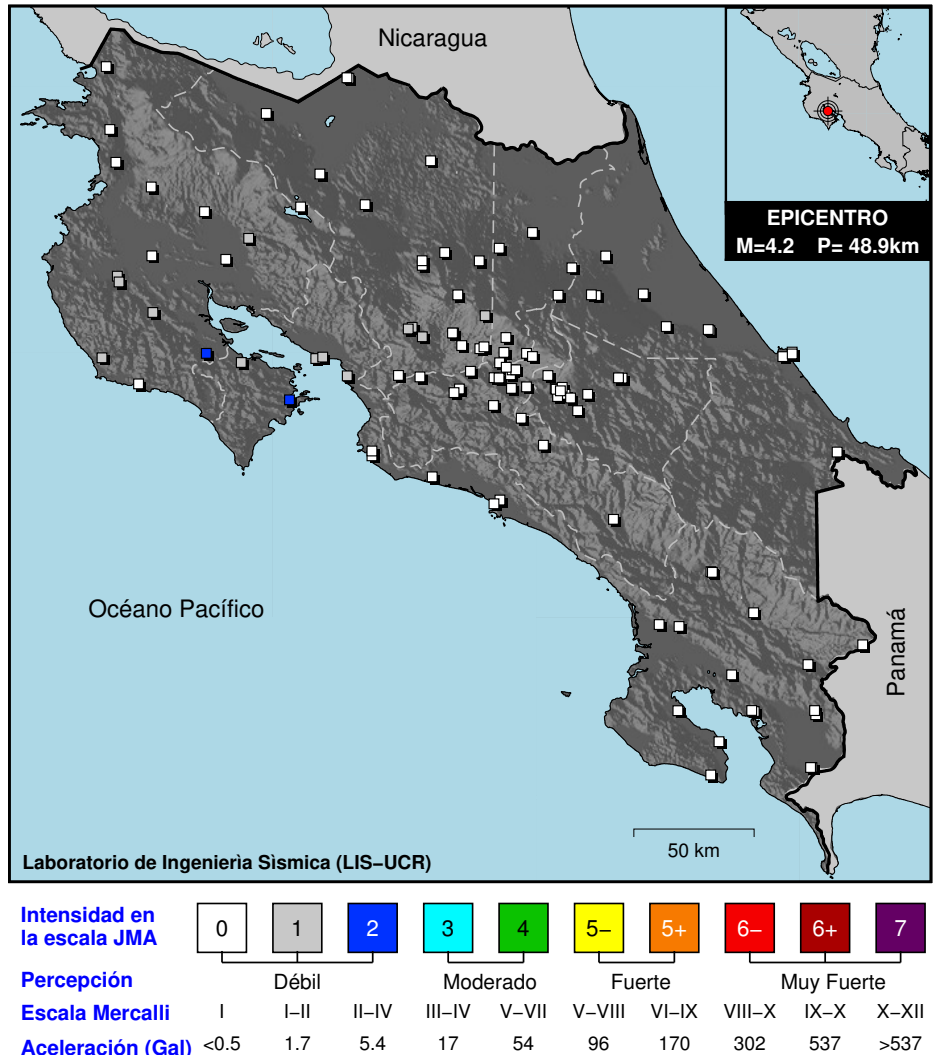 Nicaragua
EPICENTRO
M=4.2 P= 48.9km
Océano Pacífico
Panamá
50 km
Laboratorio de Ingenierìa Sìsmica (LIS–UCR)
Intensidad en
la escala JMA
0 1 2 3 4 5– 5+ 6– 6+ 7
Percepción Débil Moderado Fuerte Muy Fuerte
Escala Mercalli I I–II II–IV III–IV V–VII V–VIII VI–IX VIII–X IX–X X–XII
Aceleración (Gal) <0.5 1.7 5.4 17 54 96 170 302 537 >537